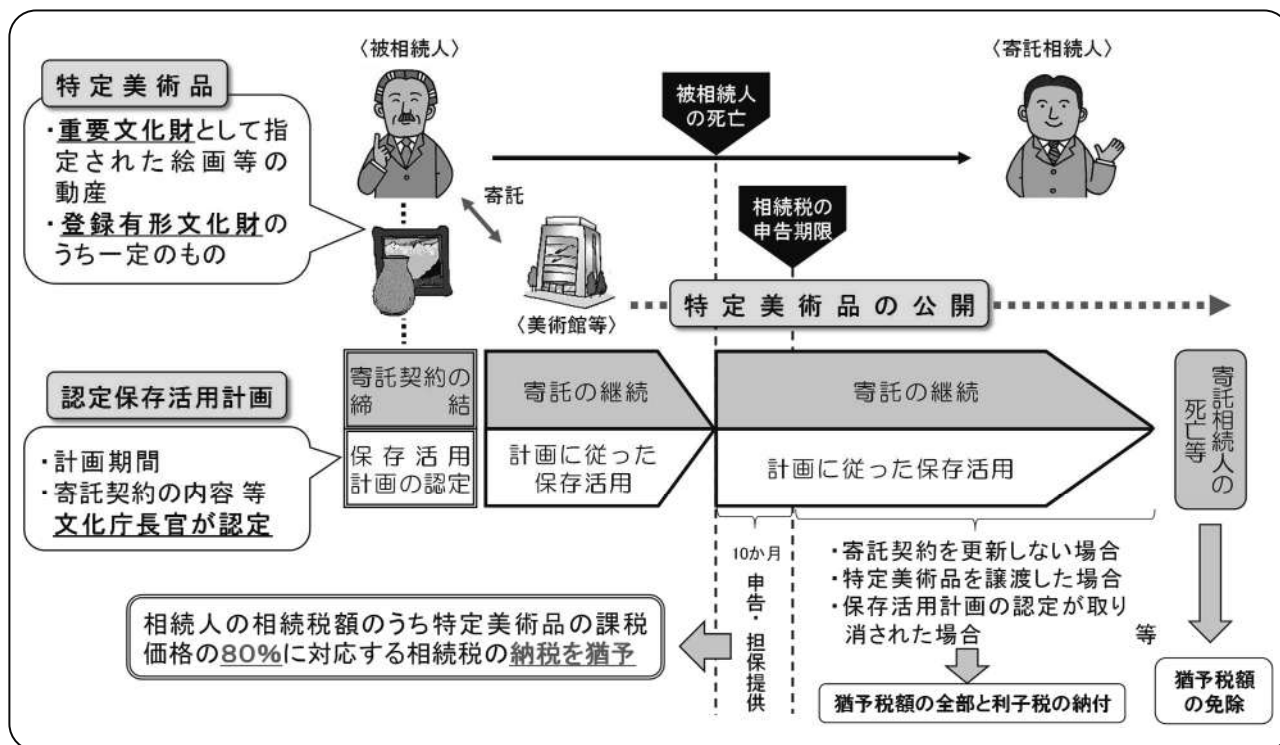 〈被相続人〉
〈寄託相続人〉
特定美術品
・重要文化財として指
定された絵画等の
動産
・登録有形文化財の
うち一定のもの
被相続人
の死亡
寄託
相続税の
申告期限
〈美術館等〉
特定美術品の公開
認定保存活用計画
・計画期間
・寄託契約の内容 等
文化庁長官が認定
寄託契約の
締結
保存活用
計画の認定
寄託の継続
計画に従った
保存活用
寄託の継続
計画に従った保存活用
寄託相続人の
死亡等
10か月
申告・担保提供
・寄託契約を更新しない場合
・特定美術品を譲渡した場合
・保存活用計画の認定が取り
消された場合 等
相続人の相続税額のうち特定美術品の課税
価格の80%に対応する相続税の納税を猶予
猶予税額の全部と利子税の納付
猶予税額
の免除